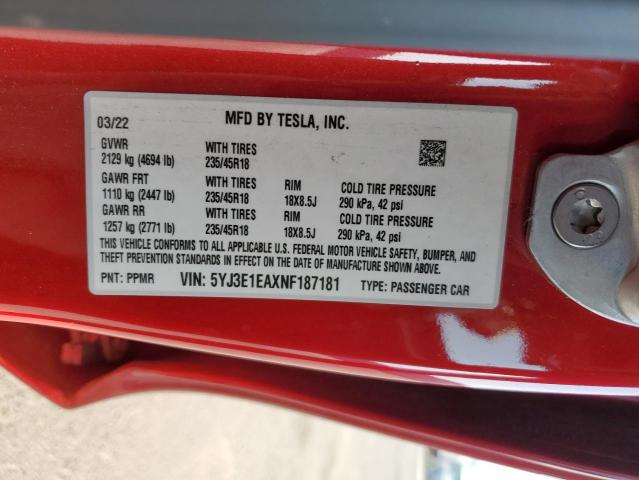 MFD BY TESLA, INC.
03/22
GVWR WITH TIRES
2129 kg (4694 lb) 235/45R18
GAWR FRT WITH TIRES RIM COLD TIRE PRESSURE
1110 kg (2447 lb) 235/45R18 18X8.5J 290 kPa, 42 psi
GAWR RR WITH TIRES RIM COLD TIRE PRESSURE
1257 kg (2771 lb) 235/45R18 18X8.5J 290 kPa, 42 psi
THIS VEHICLE CONFORMS TO ALL APPLICABLE U.S. FEDERAL MOTOR VEHICLE SAFETY, BUMPER, AND
THEFT PREVENTION STANDARDS IN EFFECT ON THE DATE OF MANUFACTURE SHOWN ABOVE.
PNT: PPMR VIN: 5YJ3E1EAXNF187181 TYPE: PASSENGER CAR